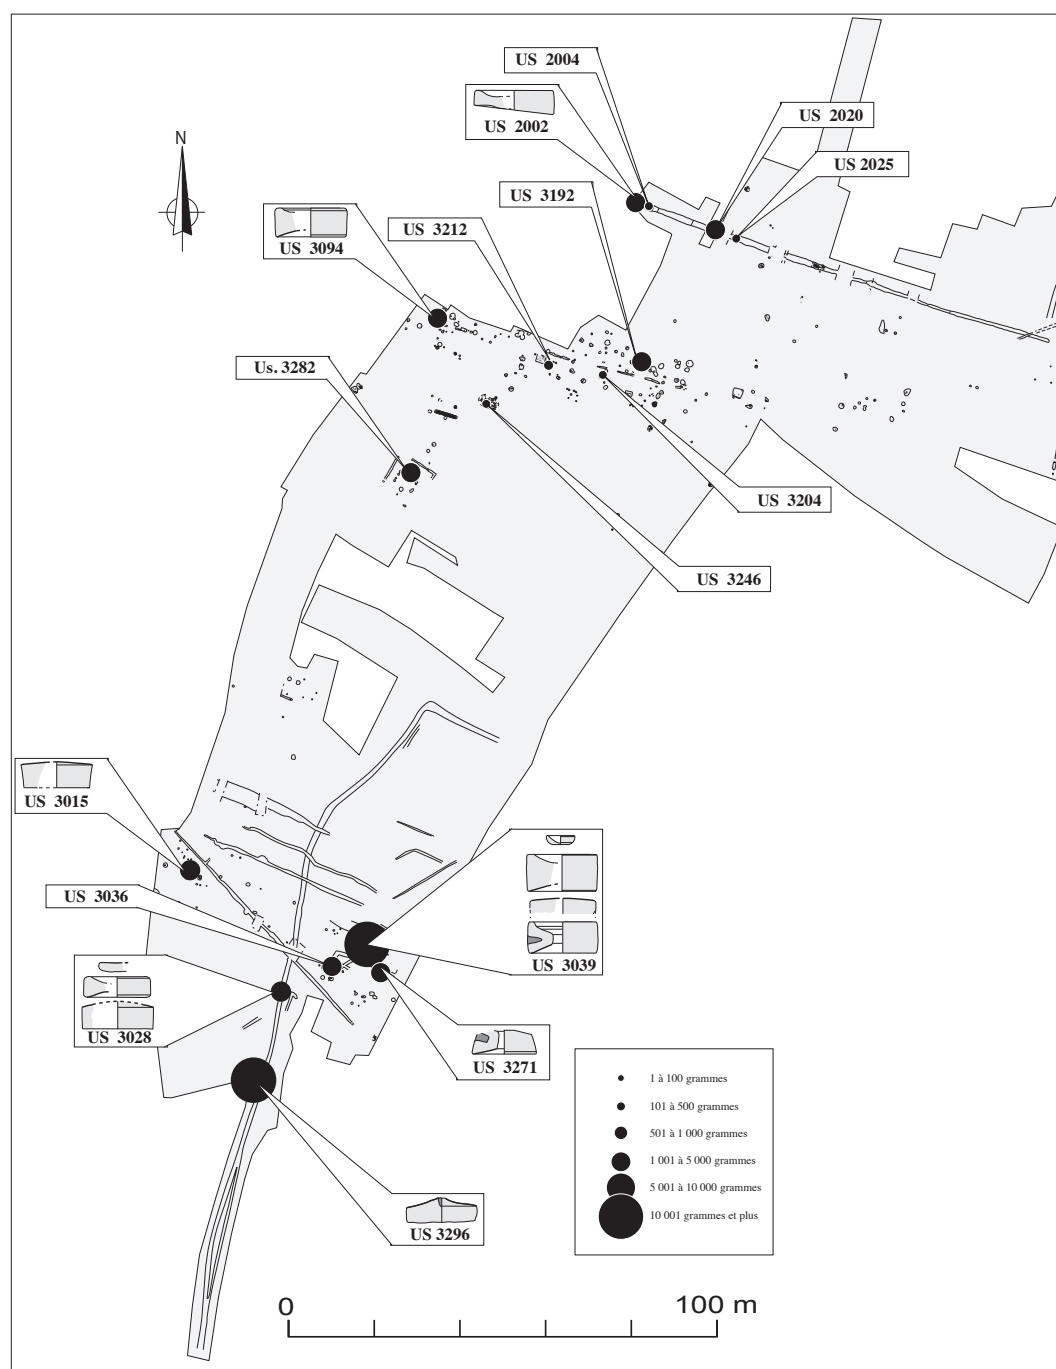 US 2004
US 2002
US 2020
US 2025
N
US 3192
US 3212
US 3094
Us. 3282
US 3204
US 3246
US 3015
US 3036
US 3039
US 3028
US 3271
1 à 100 grammes
101 à 500 grammes
501 à 1 000 grammes
1 001 à 5 000 grammes
5 001 à 10 000 grammes
10 001 grammes et plus
US 3296
0
100 m